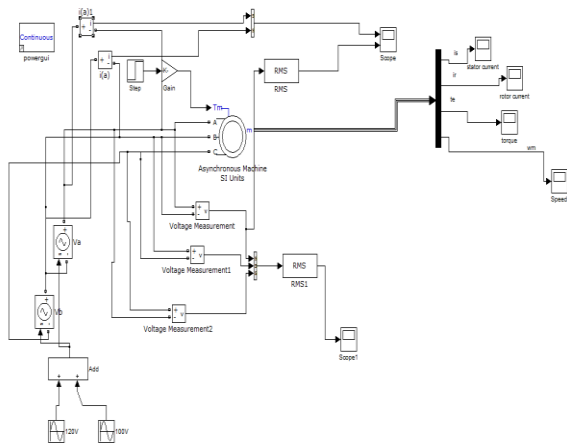 Continuous
powergui
i(a)1
+
i
-
i(a)
+
i
-
Step
Gain
RMS
RMS
Scope
Tm
A
B
C
m
Asynchronous Machine
SI Units
is
stator current
ir
rotor current
te
torque
wm
Speed
+
-
v
Voltage Measurement
+
-
v
Voltage Measurement1
+
-
v
Voltage Measurement2
RMS
RMS1
Scope1
Va
Vb
Add
120V
100V